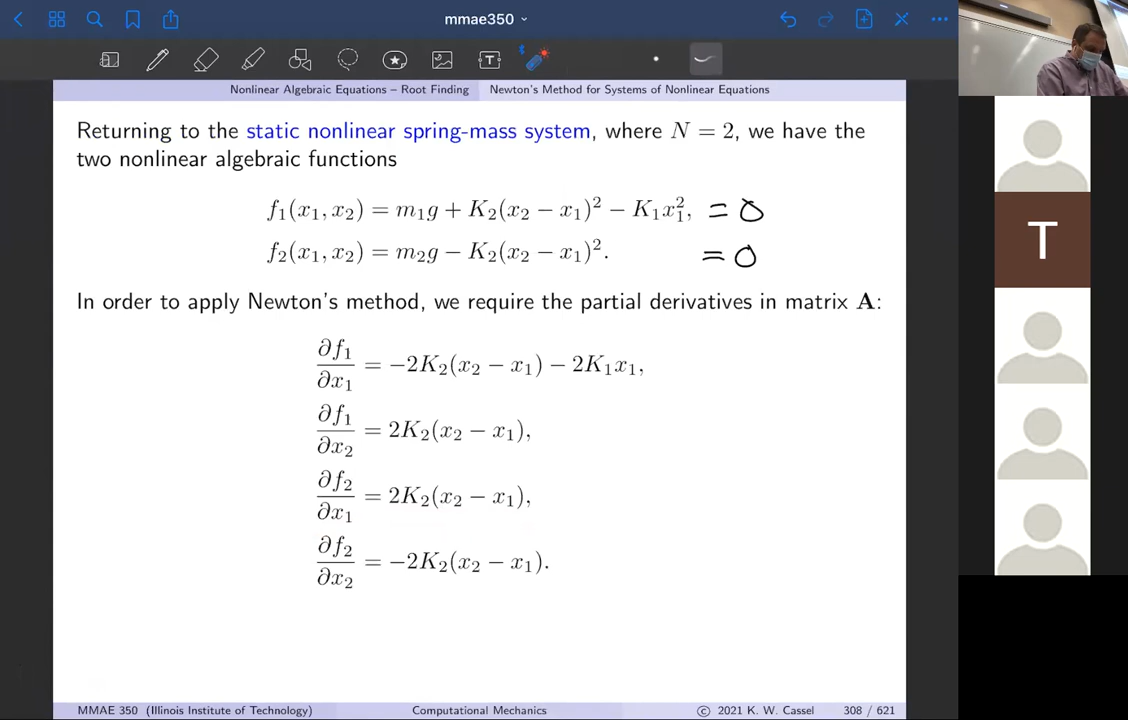 mmae350
Nonlinear Algebraic Equations – Root Finding Newton's Method for Systems of Nonlinear Equations
Returning to the static nonlinear spring-mass system, where N = 2, we have the
two nonlinear algebraic functions
f₁(x₁, x₂) = m₁g + K₂(x₂ − x₁)² − K₁x₁², = 0
f₂(x₁, x₂) = m₂g − K₂(x₂ − x₁)². = 0
In order to apply Newton's method, we require the partial derivatives in matrix A:
∂f₁/∂x₁ = −2K₂(x₂ − x₁) − 2K₁x₁,
∂f₁/∂x₂ = 2K₂(x₂ − x₁),
∂f₂/∂x₁ = 2K₂(x₂ − x₁),
∂f₂/∂x₂ = −2K₂(x₂ − x₁).
MMAE 350 (Illinois Institute of Technology) Computational Mechanics © 2021 K. W. Cassel 308 / 621
T